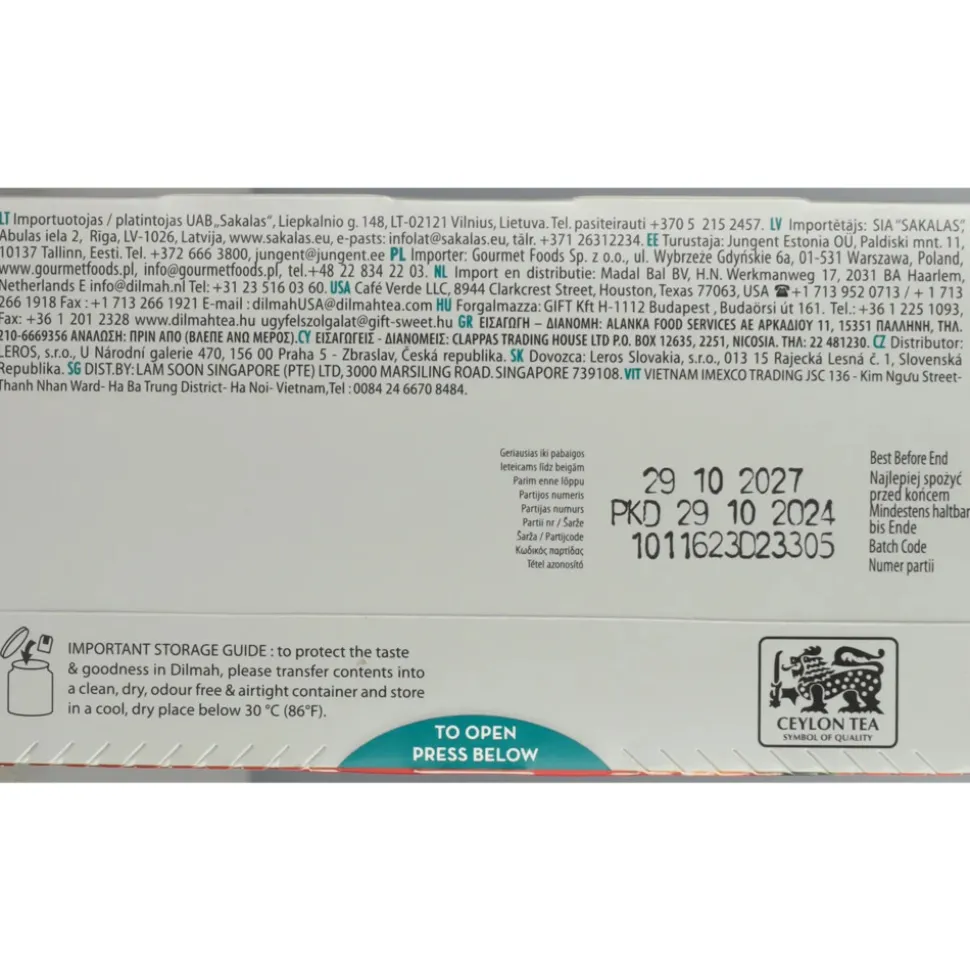 LT Importuotojas / platintojas UAB „Sakalas“, Liepkalnio g. 148, LT-02121 Vilnius, Lietuva. Tel. pasiteirauti +370 5 215 2457. LV Importētājs: SIA "SAKALAS",
Abulas iela 2, Rīga, LV-1026, Latvija, www.sakalas.eu, e-pasts: infolat@sakalas.eu, tālr. +371 26312234. EE Turustaja: Jungent Estonia OÜ, Paldiski mnt. 11,
10137 Tallinn, Eesti. Tel. +372 666 3800, jungent@jungent.ee PL Importer: Gourmet Foods Sp. z o.o., ul. Wybrzeże Gdyńskie 6a, 01-531 Warszawa, Poland,
www.gourmetfoods.pl, info@gourmetfoods.pl, tel.+48 22 834 22 03. NL Import en distributie: Madal Bal BV, H.N. Werkmanweg 17, 2031 BA Haarlem,
Netherlands E info@dilmah.nl Tel: +31 23 516 03 60. USA Café Verde LLC, 8944 Clarkcrest Street, Houston, Texas 77063, USA ☎+1 713 952 0713 / + 1 713
266 1918 Fax : +1 713 266 1921 E-mail : dilmahUSA@dilmahtea.com HU Forgalmazza: GIFT Kft H-1112 Budapest , Budaörsi út 161. Tel.: +36 1 225 1093,
Fax: +36 1 201 2328 www.dilmahtea.hu ugyfelszolgalat@gift-sweet.hu GR ΕΙΣΑΓΩΓΗ – ΔΙΑΝΟΜΗ: ALANKA FOOD SERVICES AE ΑΡΚΑΔΙΟΥ 11, 15351 ΠΑΛΛΗΝΗ, ΤΗΛ.
210-6669356 ΑΝΑΛΩΣΗ: ΠΡΙΝ ΑΠΟ (ΒΛΕΠΕ ΑΝΩ ΜΕΡΟΣ).CY ΕΙΣΑΓΩΓΕΙΣ - ΔΙΑΝΟΜΕΙΣ: CLAPPAS TRADING HOUSE LTD P.O. BOX 12635, 2251, NICOSIA. ΤΗΛ: 22 481230. CZ Distributor:
LEROS, s.r.o., U Národní galerie 470, 156 00 Praha 5 - Zbraslav, Česká republika. SK Dovozca: Leros Slovakia, s.r.o., 013 15 Rajecká Lesná č. 1, Slovenská
Republika. SG DIST.BY: LAM SOON SINGAPORE (PTE) LTD, 3000 MARSILING ROAD. SINGAPORE 739108. VIT VIETNAM IMEXCO TRADING JSC 136 - Kim Ngưu Street-
Thanh Nhan Ward- Ha Ba Trung District- Ha Noi- Vietnam,Tel : 0084 24 6670 8484.
Geriausias iki pabaigos
Ieteicams līdz beigām
Parim enne lõppu
Partijos numeris
Partijas numurs
Partii nr / Šarže
Šarža / Partijcode
Κωδικός παρτίδας
Tétel azonosító
29 10 2027
PKD 29 10 2024
1011623D23305
Best Before End
Najlepiej spożyć
przed końcem
Mindestens haltbar
bis Ende
Batch Code
Numer partii
IMPORTANT STORAGE GUIDE : to protect the taste
& goodness in Dilmah, please transfer contents into
a clean, dry, odour free & airtight container and store
in a cool, dry place below 30 °C (86°F).
TO OPEN
PRESS BELOW
CEYLON TEA
SYMBOL OF QUALITY